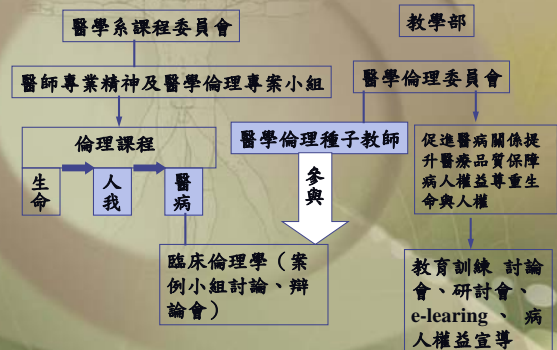 醫學系課程委員會
教學部
醫師專業精神及醫學倫理專案小組
醫學倫理委員會
倫理課程
生命
人我
醫病
醫學倫理種子教師
參與
促進醫病關係提
升醫療品質保障
病人權益尊重生
命與人權
臨床倫理學（案
例小組討論、辯
論會）
教育訓練 討論
會、研討會、
e-learing 、 病
人權益宣導